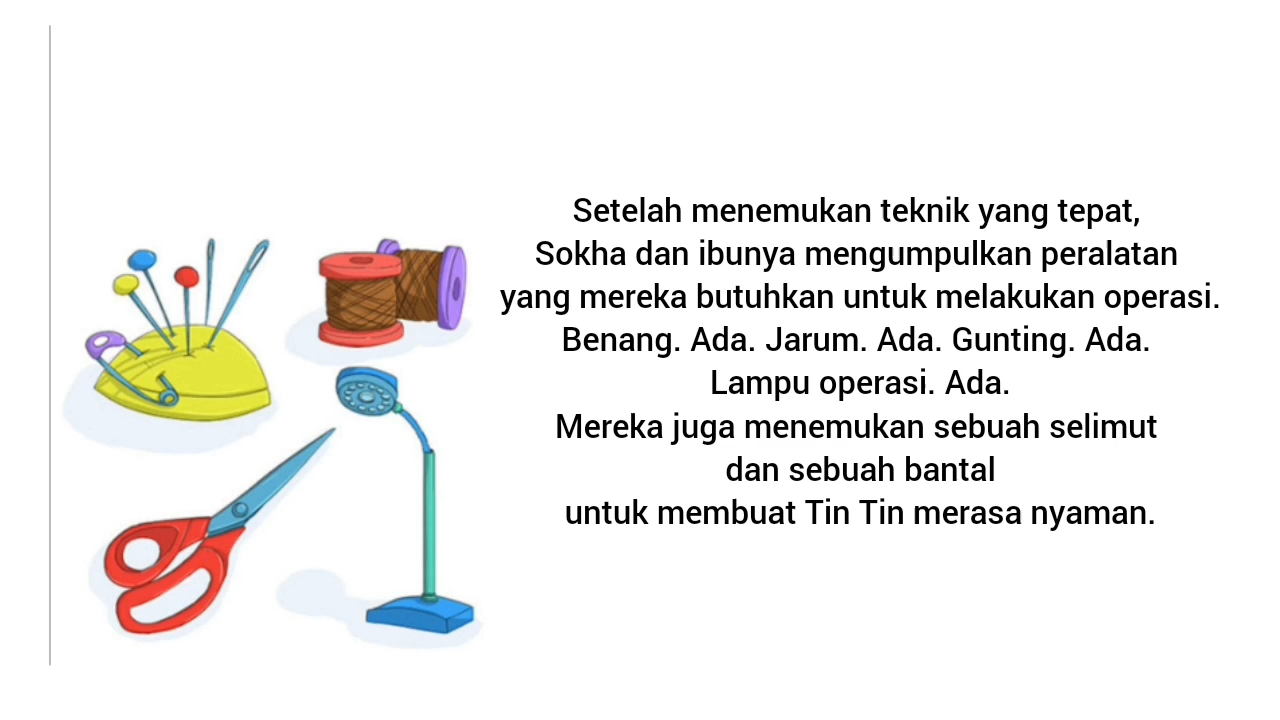 Setelah menemukan teknik yang tepat,
Sokha dan ibunya mengumpulkan peralatan
yang mereka butuhkan untuk melakukan operasi.
Benang. Ada. Jarum. Ada. Gunting. Ada.
Lampu operasi. Ada.
Mereka juga menemukan sebuah selimut
dan sebuah bantal
untuk membuat Tin Tin merasa nyaman.